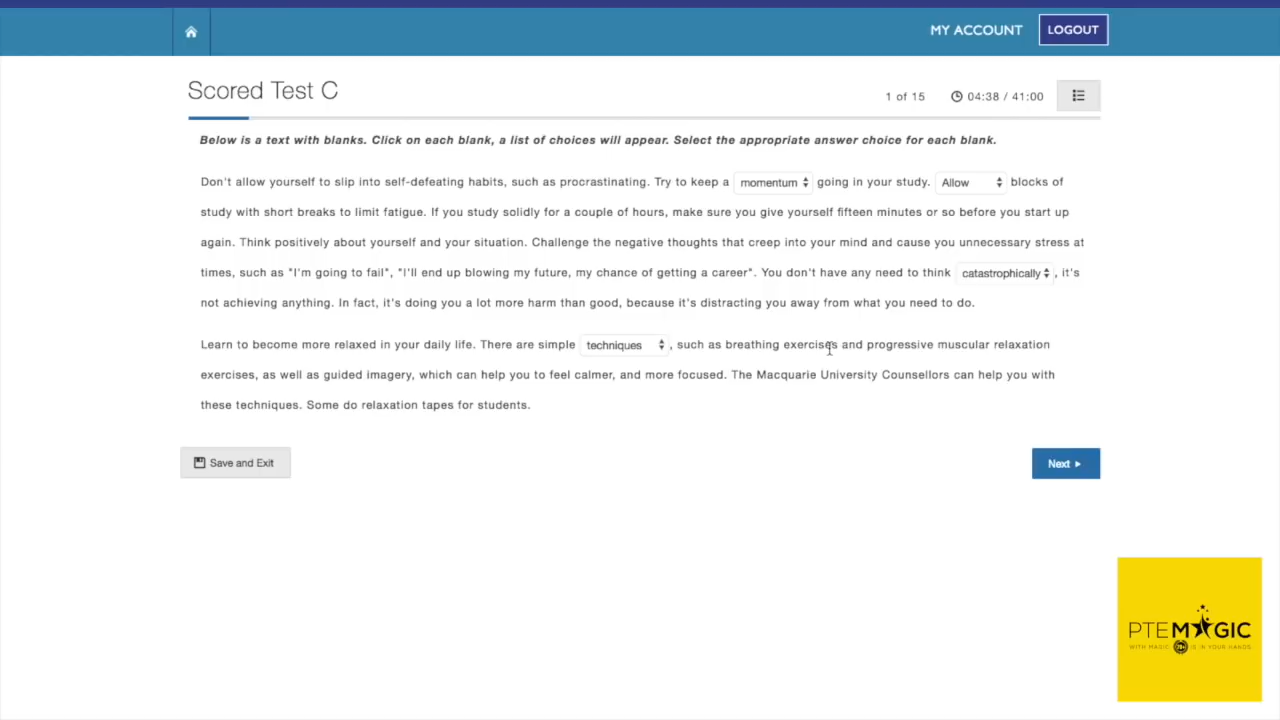 MY ACCOUNT
LOGOUT
Scored Test C
1 of 15
04:38 / 41:00
Below is a text with blanks. Click on each blank, a list of choices will appear. Select the appropriate answer choice for each blank.
Don't allow yourself to slip into self-defeating habits, such as procrastinating. Try to keep a momentum going in your study. Allow blocks of
study with short breaks to limit fatigue. If you study solidly for a couple of hours, make sure you give yourself fifteen minutes or so before you start up
again. Think positively about yourself and your situation. Challenge the negative thoughts that creep into your mind and cause you unnecessary stress at
times, such as "I'm going to fail", "I'll end up blowing my future, my chance of getting a career". You don't have any need to think catastrophically, it's
not achieving anything. In fact, it's doing you a lot more harm than good, because it's distracting you away from what you need to do.
Learn to become more relaxed in your daily life. There are simple techniques, such as breathing exercises and progressive muscular relaxation
exercises, as well as guided imagery, which can help you to feel calmer, and more focused. The Macquarie University Counsellors can help you with
these techniques. Some do relaxation tapes for students.
Save and Exit
Next
PTEMAGIC
WITH MAGIC IS IN YOUR HANDS